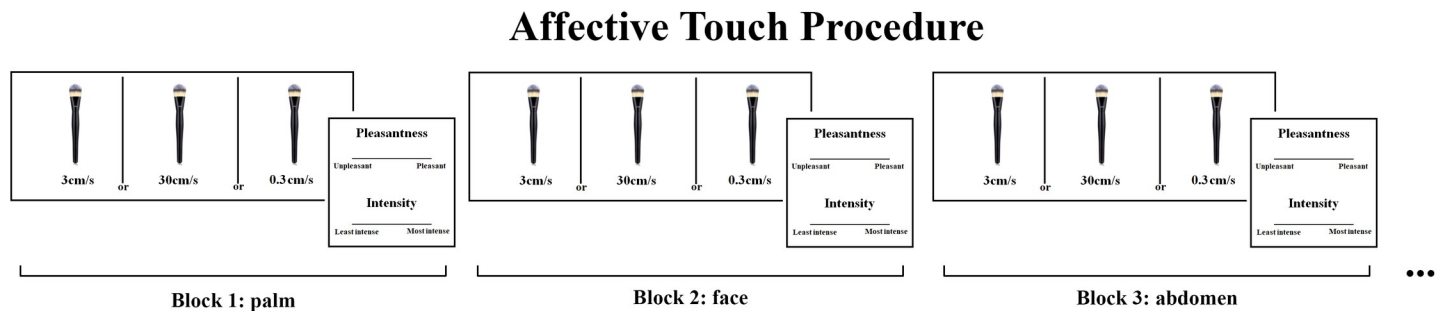 Affective Touch Procedure
3cm/s or 30cm/s or 0.3cm/s
Pleasantness
Unpleasant Pleasant
Intensity
Least intense Most intense
Block 1: palm
3cm/s or 30cm/s or 0.3cm/s
Pleasantness
Unpleasant Pleasant
Intensity
Least intense Most intense
Block 2: face
3cm/s or 30cm/s or 0.3cm/s
Pleasantness
Unpleasant Pleasant
Intensity
Least intense Most intense
Block 3: abdomen
...